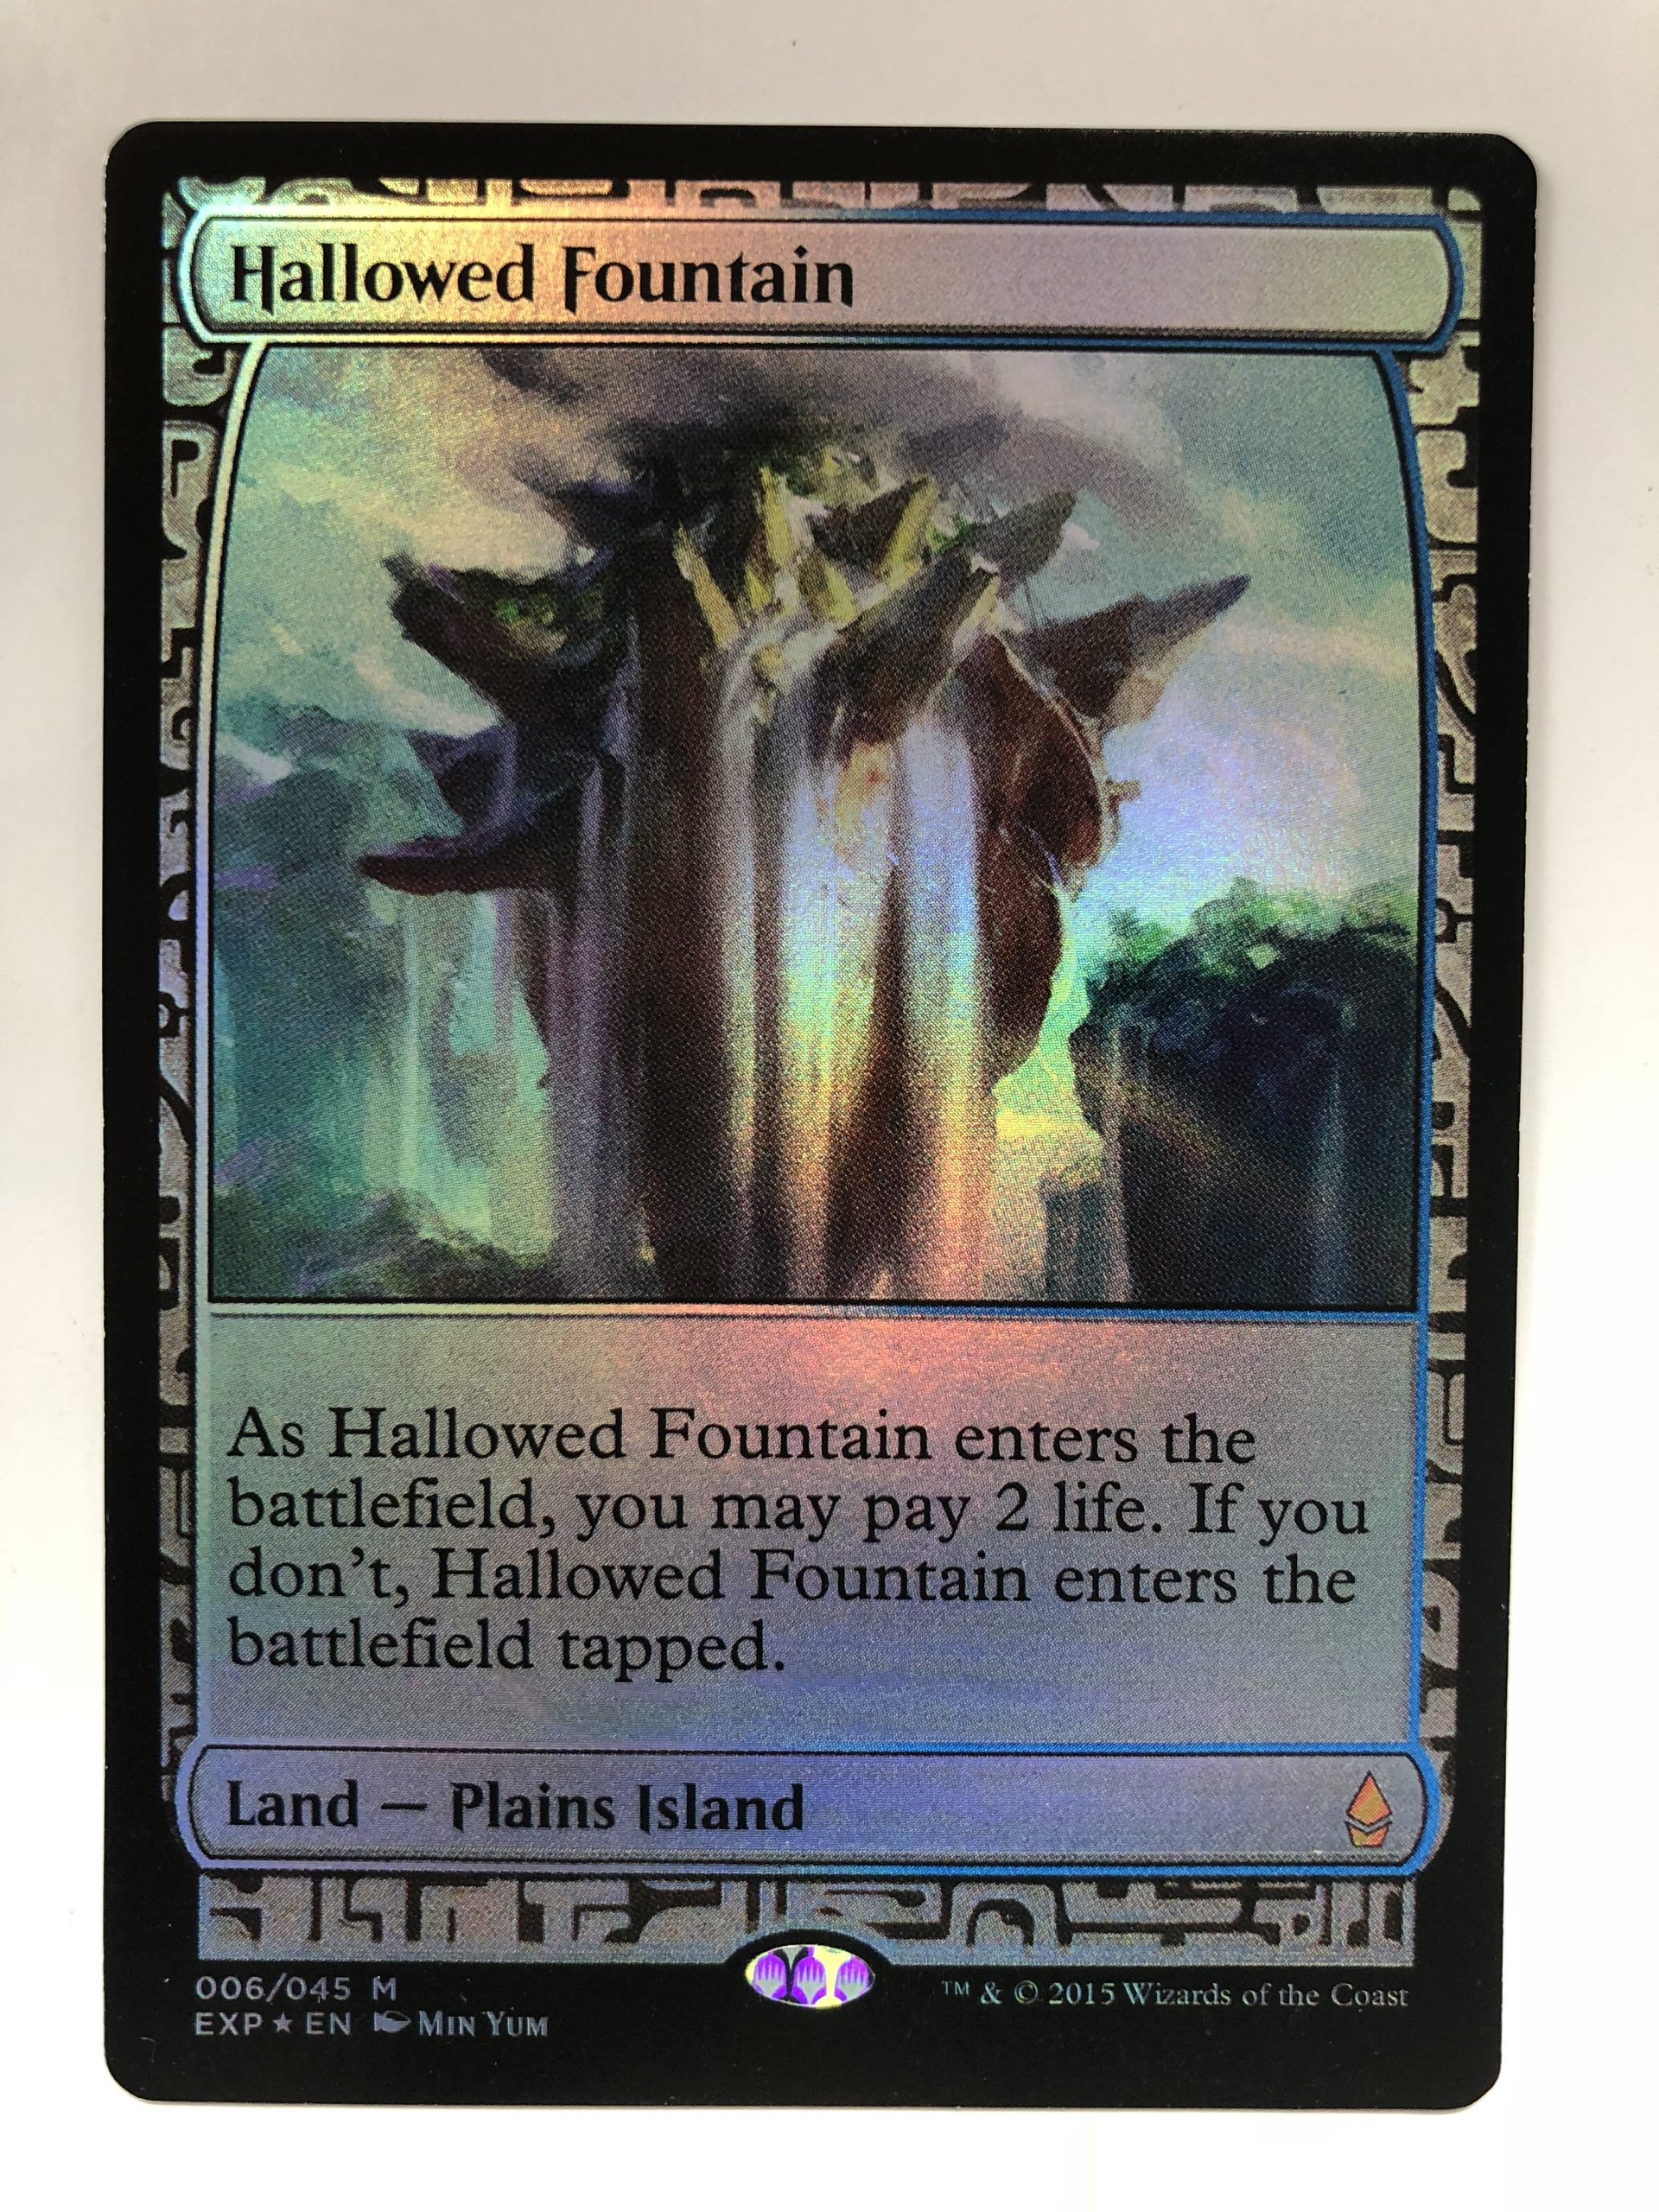 Hallowed Fountain
As Hallowed Fountain enters the
battlefield, you may pay 2 life. If you
don't, Hallowed Fountain enters the
battlefield tapped.
Land — Plains Island
006/045 M
EXP ★ EN Min Yum
™ & © 2015 Wizards of the Coast